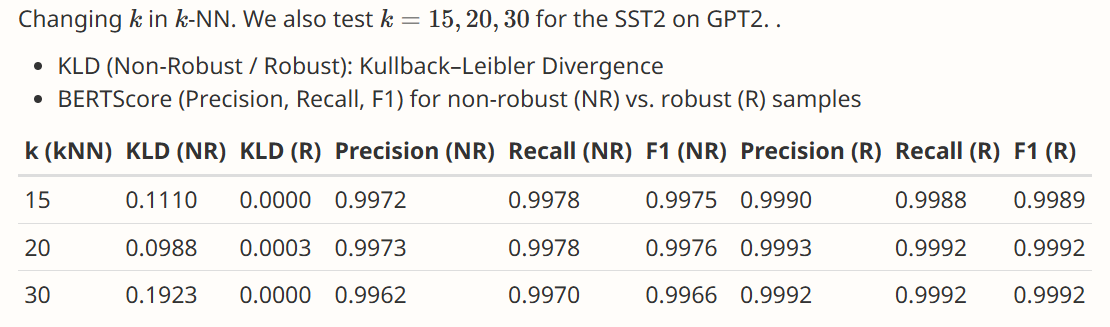 Changing k in k-NN. We also test k = 15, 20, 30 for the SST2 on GPT2. .
• KLD (Non-Robust / Robust): Kullback–Leibler Divergence
• BERTScore (Precision, Recall, F1) for non-robust (NR) vs. robust (R) samples
k (kNN) KLD (NR) KLD (R) Precision (NR) Recall (NR) F1 (NR) Precision (R) Recall (R) F1 (R)
15 0.1110 0.0000 0.9972 0.9978 0.9975 0.9990 0.9988 0.9989
20 0.0988 0.0003 0.9973 0.9978 0.9976 0.9993 0.9992 0.9992
30 0.1923 0.0000 0.9962 0.9970 0.9966 0.9992 0.9992 0.9992